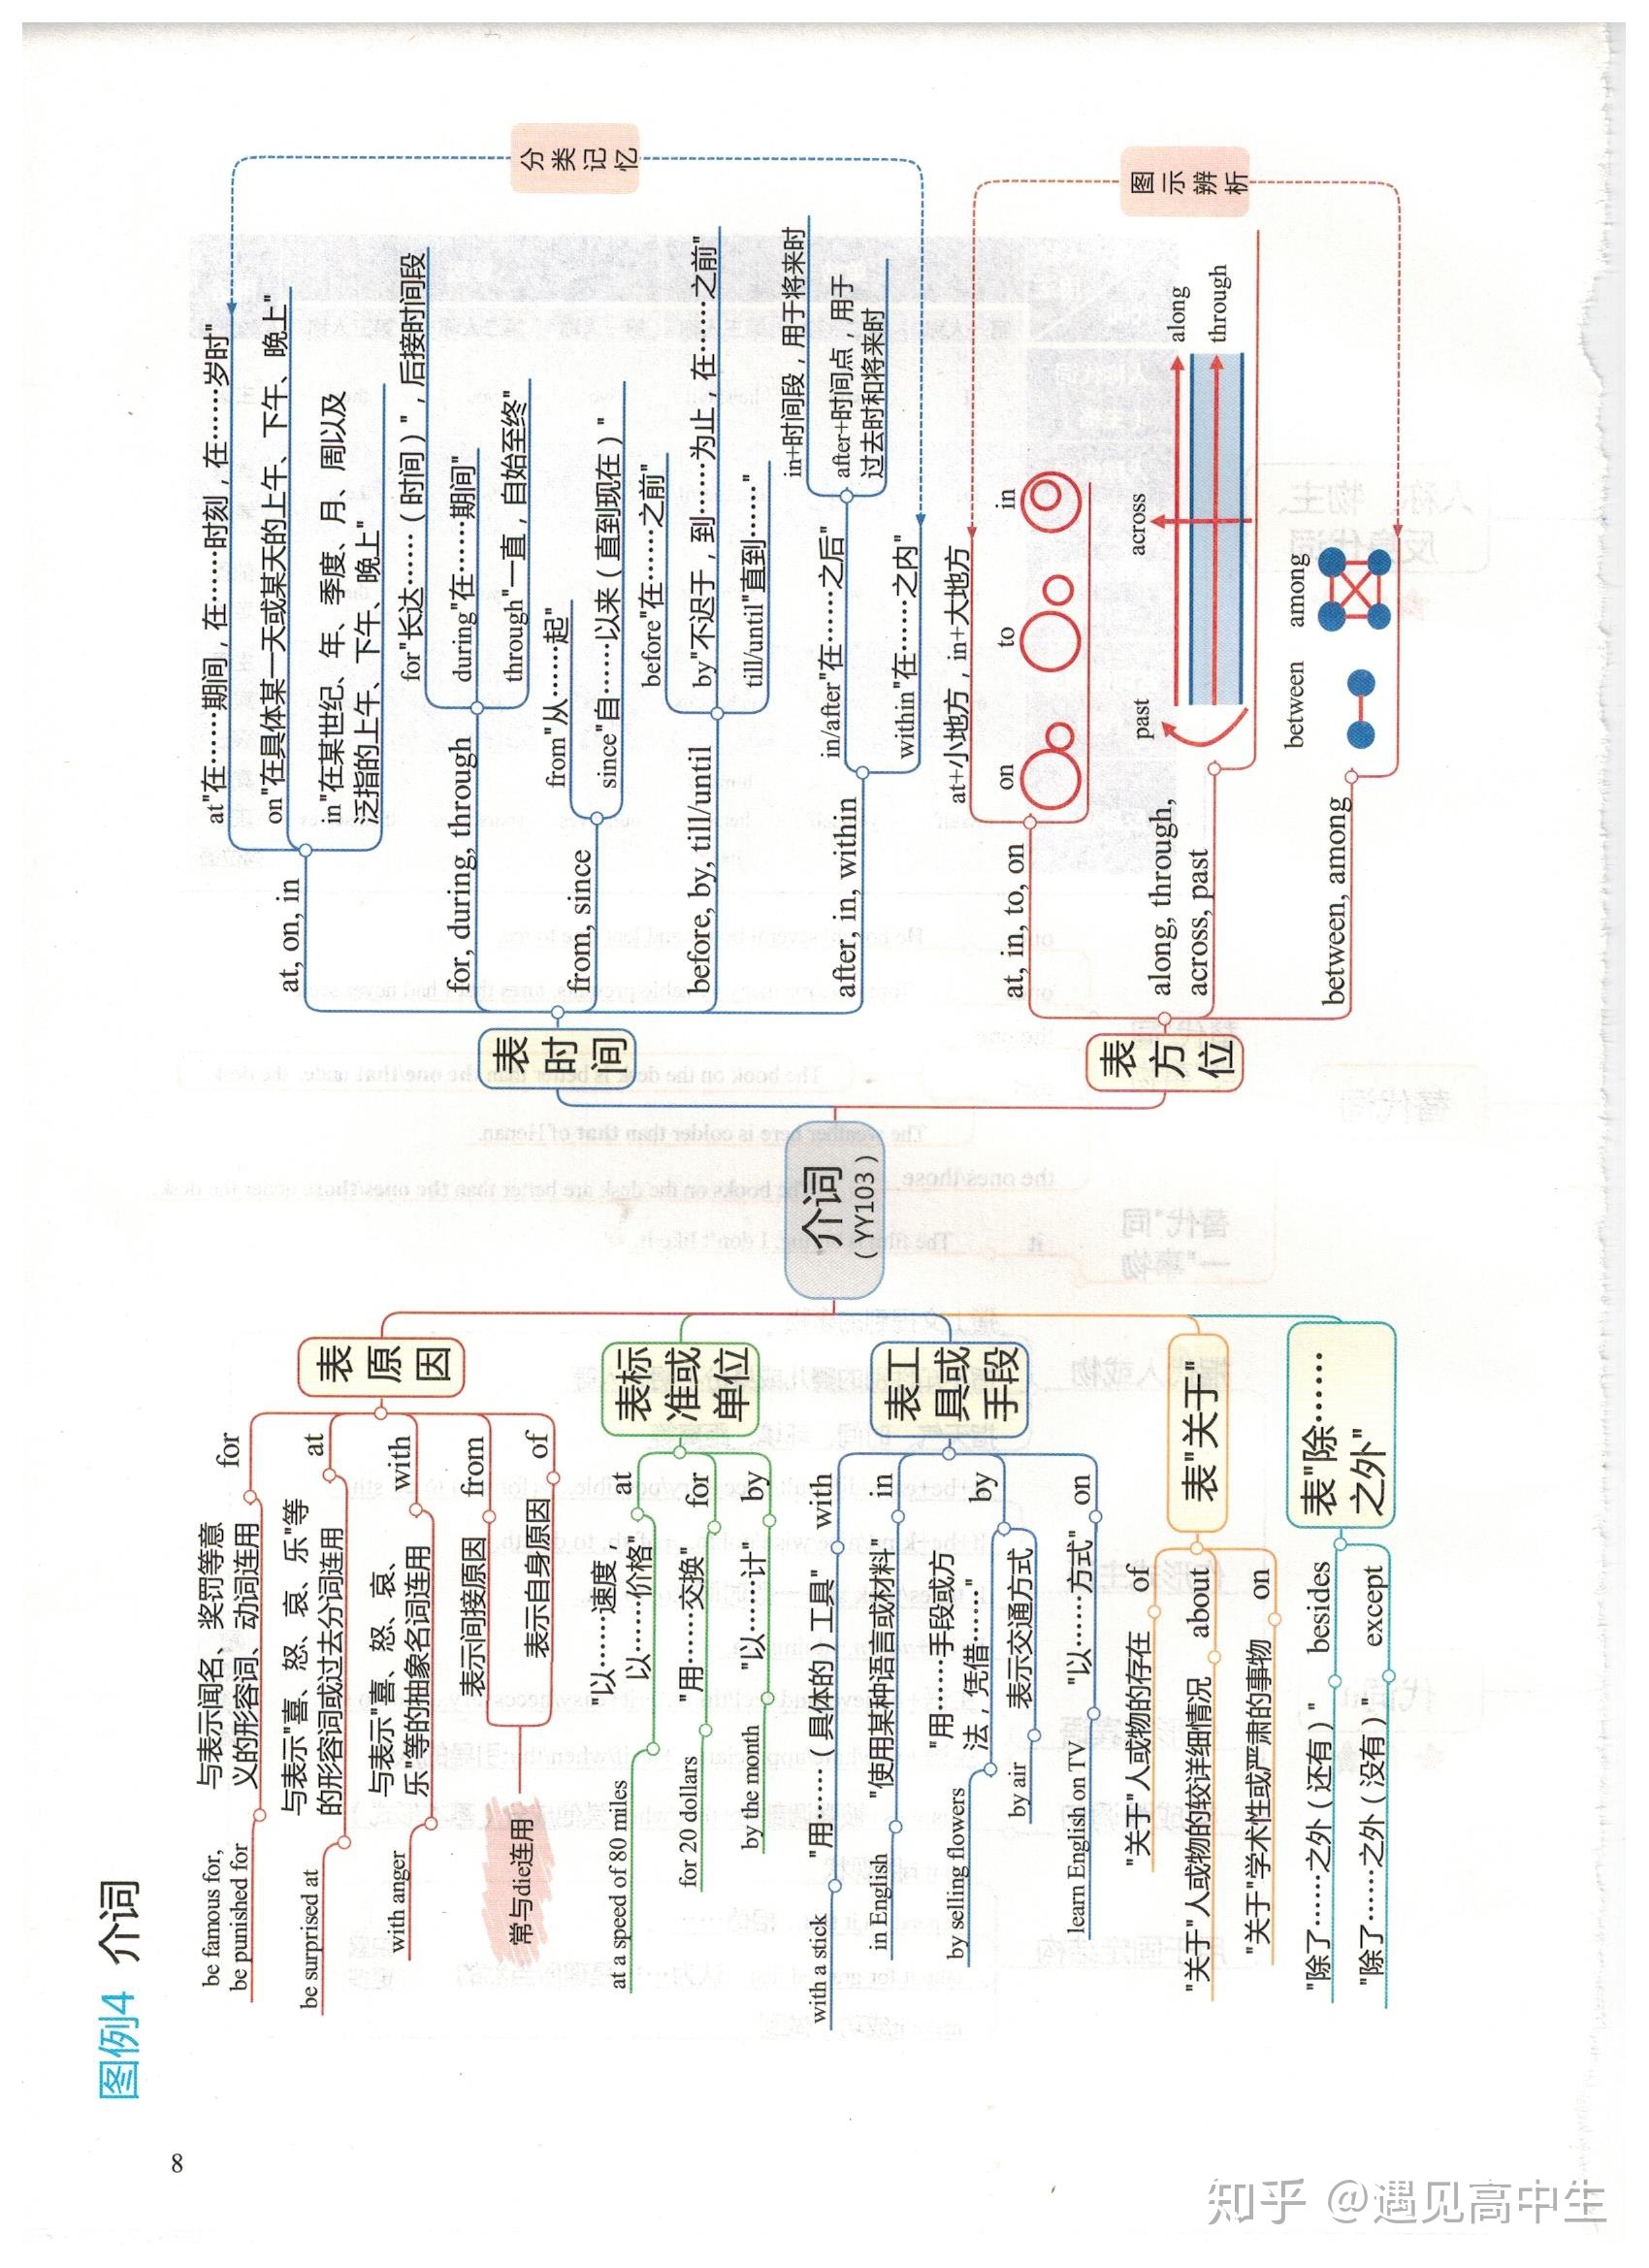 图例4 介词
8
介词
（YY103）
表原因
for
与表示闻名、奖罚等意
义的形容词、动词连用
be famous for,
be punished for
at
与表示"喜、怒、哀、乐"等
的形容词或过去分词连用
be surprised at
with
与表示"喜、怒、哀、
乐"等的抽象名词连用
with anger
from
表示间接原因
of
表示自身原因
常与die连用
表标
准或
单位
at
"以……速度，
以……价格"
at a speed of 80 miles
for
"用……交换"
for 20 dollars
by
"以……计"
by the month
表工
具或
手段
with
"用……（具体的）工具"
with a stick
in
"使用某种语言或材料"
in English
by
"用……手段或方
法，凭借……"
by selling flowers
表示交通方式
by air
on
"以……方式"
learn English on TV
表"关于"
of
"关于"人或物的存在
about
"关于"人或物的较详细情况
on
"关于"学术性或严肃的事物
表"除……
之外"
besides
"除了……之外（还有）"
except
"除了……之外（没有）"
表时间
at, on, in
at"在……期间，在……时刻，在……岁时"
on"在具体某一天或某天的上午、下午、晚上"
in"在某世纪、年、季度、月、周以及
泛指的上午、下午、晚上"
for, during, through
for"长达……（时间）"，后接时间段
during"在……期间"
through"一直，自始至终"
from, since
from"从……起"
since"自……以来（直到现在）"
before, by, till/until
before"在……之前"
by"不迟于，到……为止，在……之前"
till/until"直到……"
after, in, within
in/after"在……之后"
in+时间段，用于将来时
after+时间点，用于
过去时和将来时
within"在……之内"
分类记忆
表方位
at, in, to, on
at+小地方，in+大地方
on
to
in
along, through,
across, past
past
across
along
through
between, among
between
among
图示辨析
知乎 @遇见高中生